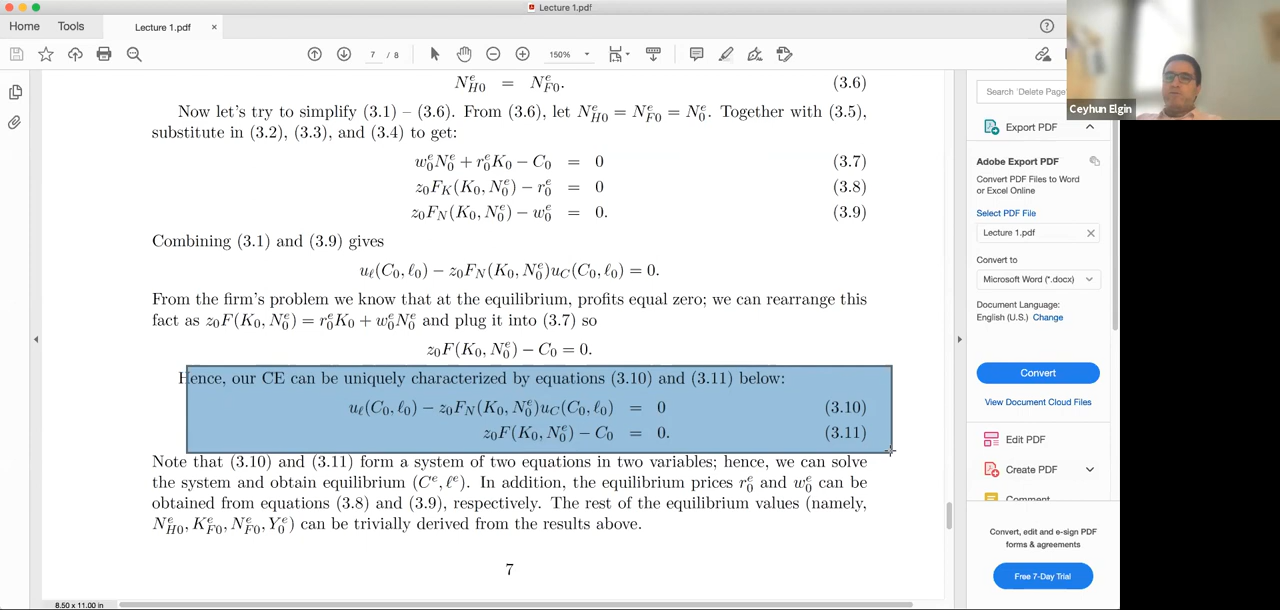 Lecture 1.pdf
Home
Tools
Lecture 1.pdf
×
7 / 8
150%
Ceyhun Elgin
N^e_{H0} = N^e_{F0}. (3.6)
Now let's try to simplify (3.1) – (3.6). From (3.6), let N^e_{H0} = N^e_{F0} = N^e_0. Together with (3.5),
substitute in (3.2), (3.3), and (3.4) to get:
w^e_0 N^e_0 + r^e_0 K_0 − C_0 = 0 (3.7)
z_0 F_K(K_0, N^e_0) − r^e_0 = 0 (3.8)
z_0 F_N(K_0, N^e_0) − w^e_0 = 0. (3.9)
Combining (3.1) and (3.9) gives
u_ℓ(C_0, ℓ_0) − z_0 F_N(K_0, N^e_0)u_C(C_0, ℓ_0) = 0.
From the firm's problem we know that at the equilibrium, profits equal zero; we can rearrange this
fact as z_0 F(K_0, N^e_0) = r^e_0 K_0 + w^e_0 N^e_0 and plug it into (3.7) so
z_0 F(K_0, N^e_0) − C_0 = 0.
Hence, our CE can be uniquely characterized by equations (3.10) and (3.11) below:
u_ℓ(C_0, ℓ_0) − z_0 F_N(K_0, N^e_0)u_C(C_0, ℓ_0) = 0 (3.10)
z_0 F(K_0, N^e_0) − C_0 = 0. (3.11)
Note that (3.10) and (3.11) form a system of two equations in two variables; hence, we can solve
the system and obtain equilibrium (C^e, ℓ^e). In addition, the equilibrium prices r^e_0 and w^e_0 can be
obtained from equations (3.8) and (3.9), respectively. The rest of the equilibrium values (namely,
N^e_{H0}, K^e_{F0}, N^e_{F0}, Y^e_0) can be trivially derived from the results above.
7
8.50 x 11.00 in
Search 'Delete Page
Export PDF
Adobe Export PDF
Convert PDF Files to Word
or Excel Online
Select PDF File
Lecture 1.pdf
Convert to
Microsoft Word (*.docx)
Document Language:
English (U.S.) Change
Convert
View Document Cloud Files
Edit PDF
Create PDF
Comment
Convert, edit and e-sign PDF
forms & agreements
Free 7-Day Trial